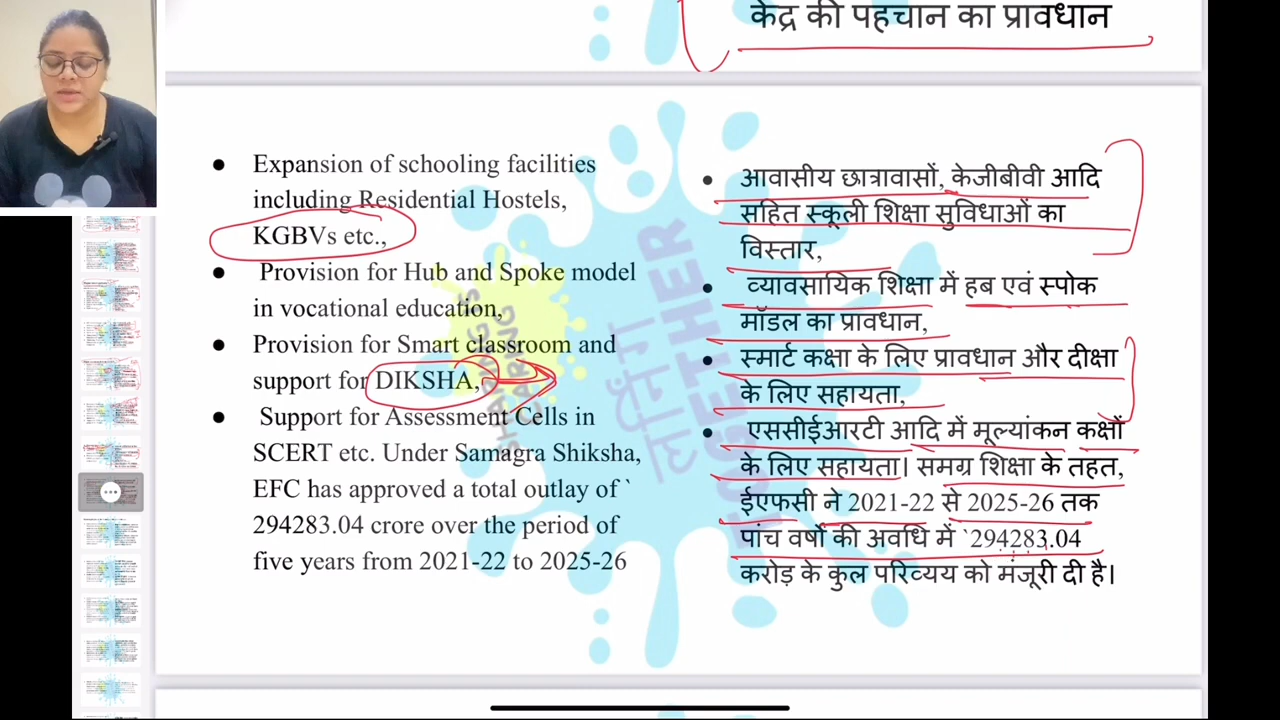 केंद्र की पहचान का प्रावधान
● Expansion of schooling facilities
including Residential Hostels,
KGBVs etc.,
● Provision for Hub and Spoke model
in vocational education,
● Provision for Smart classroom and
support for DIKSHA,
● Support for Assessment Cells in
SCERT etc. Under Samagra Shiksha,
EFC has approved a total outlay of `
294283.04 crore over the period of
five years from 2021-22 to 2025-26
● आवासीय छात्रावासों, केजीबीवी आदि
सहित स्कूली शिक्षा सुविधाओं का
विस्तार,
● व्यावसायिक शिक्षा में हब एवं स्पोक
मॉडल का प्रावधान,
● स्मार्ट कक्षा के लिए प्रावधान और दीक्षा
के लिए सहायता,
● एससीईआरटी आदि में मूल्यांकन कक्षों
के लिए सहायता। समग्र शिक्षा के तहत,
ईएफसी ने 2021-22 से 2025-26 तक
पांच वर्षों की अवधि में `294283.04
करोड़ के कुल परिव्यय को मंजूरी दी है।